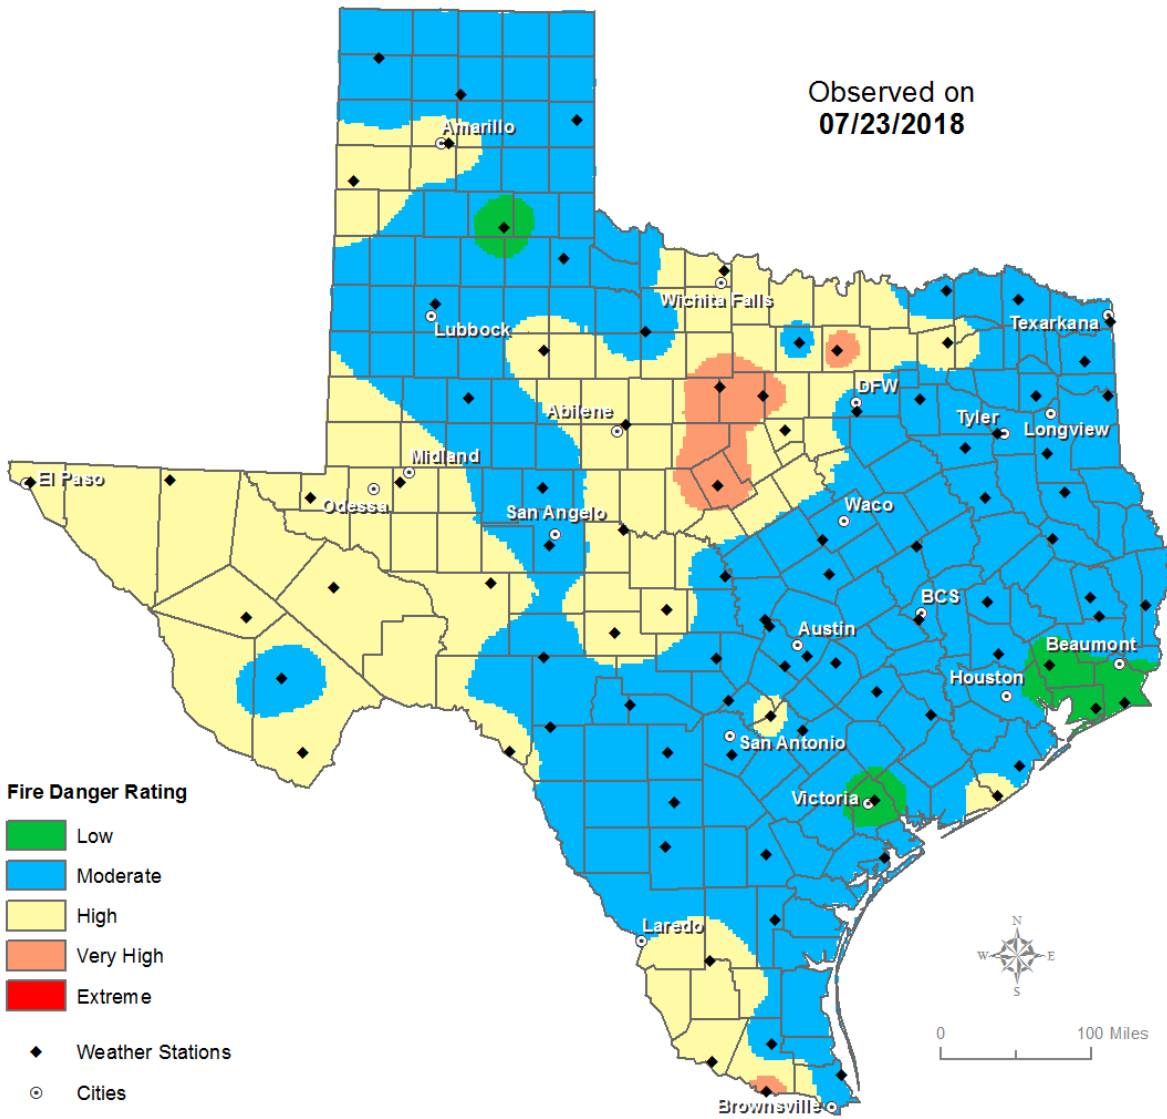 Observed on
07/23/2018
Amarillo
Wichita Falls
Lubbock
Texarkana
DFW
Abilene
Tyler
Longview
Midland
El Paso
Odessa
San Angelo
Waco
BCS
Austin
Beaumont
Houston
San Antonio
Victoria
Laredo
Brownsville
Fire Danger Rating
Low
Moderate
High
Very High
Extreme
Weather Stations
Cities
N
W E
S
0 100 Miles